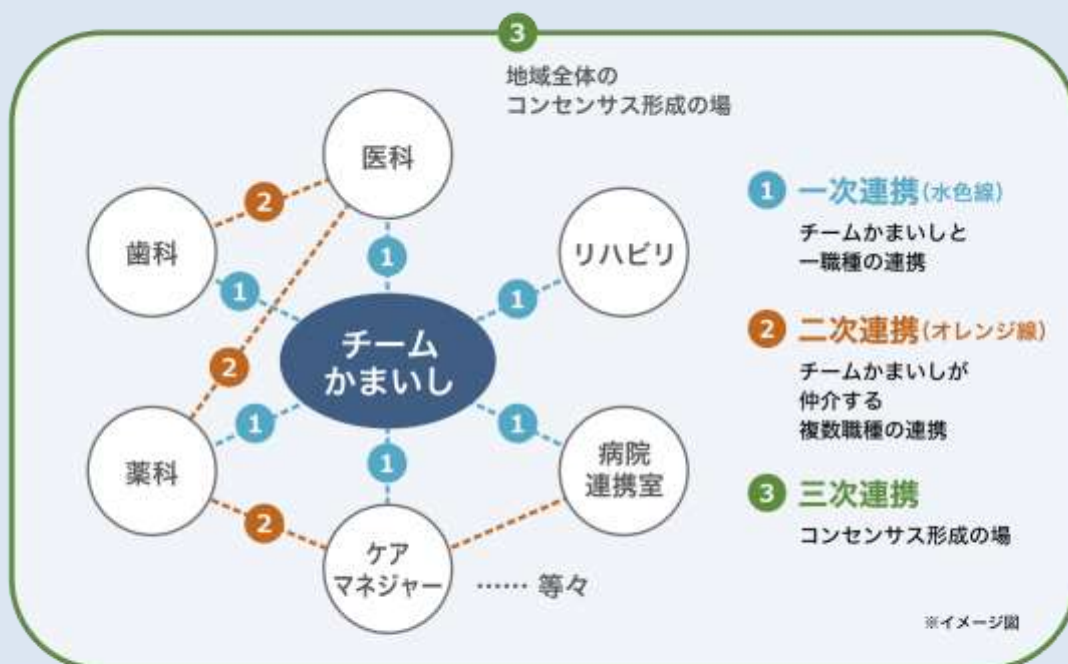 3
地域全体の
コンセンサス形成の場
医科
2
歯科
1
リハビリ
1
1
チーム
かまいし
2
薬科
1
1
1
病院
連携室
2
ケア
マネジャー
…… 等々
1 一次連携(水色線)
チームかまいしと
一職種の連携
2 二次連携(オレンジ線)
チームかまいしが
仲介する
複数職種の連携
3 三次連携
コンセンサス形成の場
※イメージ図